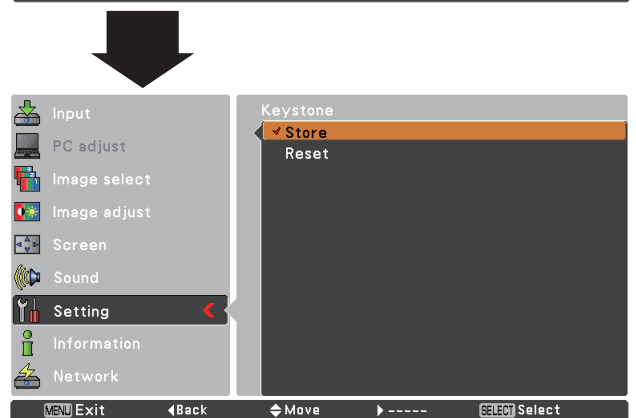 Input
PC adjust
Image select
Image adjust
Screen
Sound
Setting
Information
Network
Keystone
Store
Reset
MENU Exit ◀Back ◆Move ▶----- SELECT Select